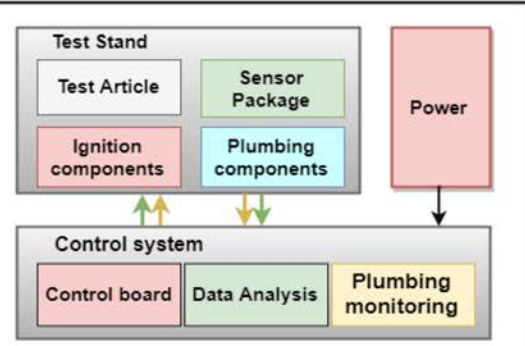 Test Stand
Test Article
Sensor
Package
Power
Ignition
components
Plumbing
components
Control system
Control board
Data Analysis
Plumbing
monitoring